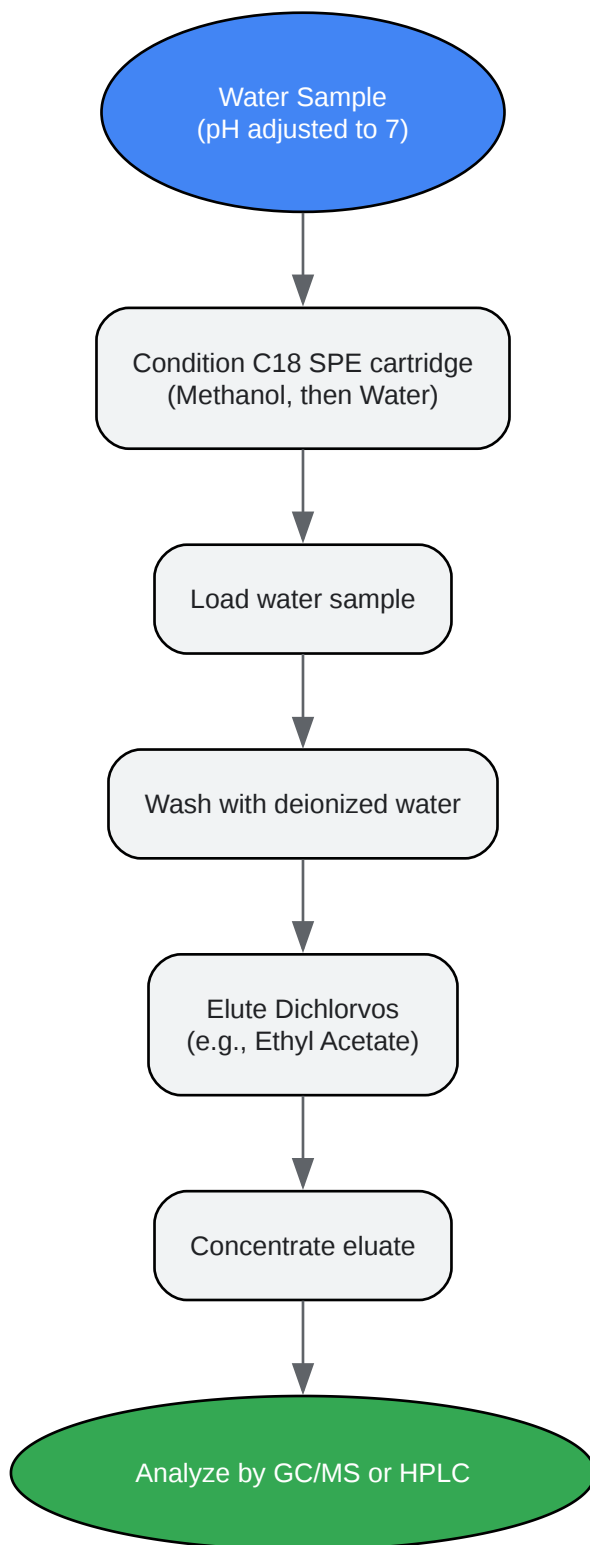 Water Sample
(pH adjusted to 7)
Condition C18 SPE cartridge
(Methanol, then Water)
Load water sample
Wash with deionized water
Elute Dichlorvos
(e.g., Ethyl Acetate)
Concentrate eluate
Analyze by GC/MS or HPLC